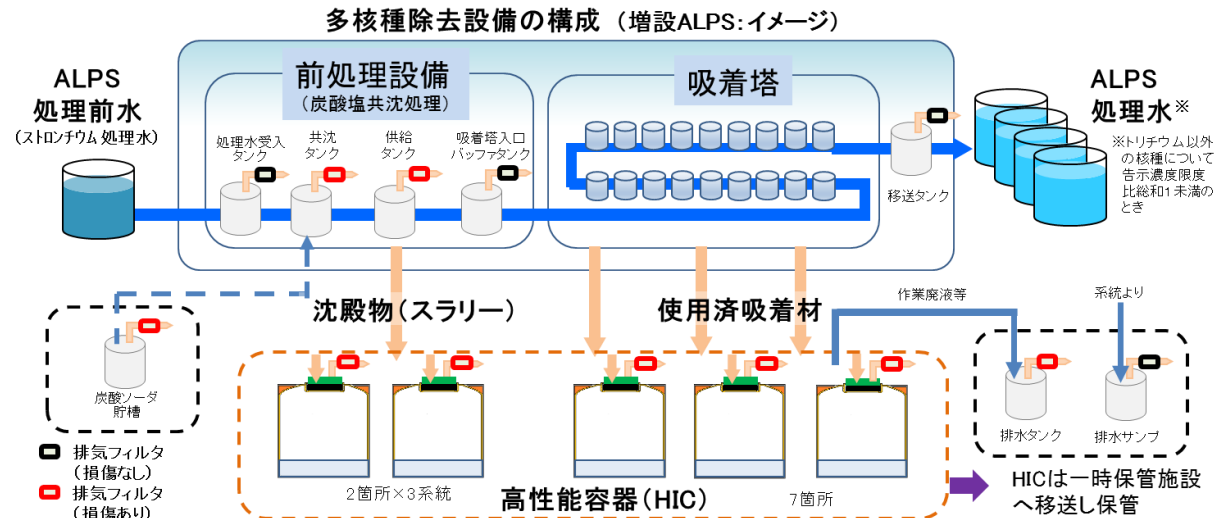 多核種除去設備の構成（増設ALPS：イメージ）
ALPS
処理前水
（ストロンチウム処理水）
前処理設備
（炭酸塩共沈処理）
処理水受入
タンク
共沈
タンク
供給
タンク
吸着塔入口
バッファタンク
吸着塔
移送タンク
ALPS
処理水※
※トリチウム以外
の核種について
告示濃度限度
比総和1未満の
とき
沈殿物（スラリー）
使用済吸着材
作業廃液等
系統より
炭酸ソーダ
貯槽
排水タンク
排水サンプ
排気フィルタ
（損傷なし）
排気フィルタ
（損傷あり）
2箇所×3系統
高性能容器（HIC）
7箇所
HICは一時保管施設
へ移送し保管